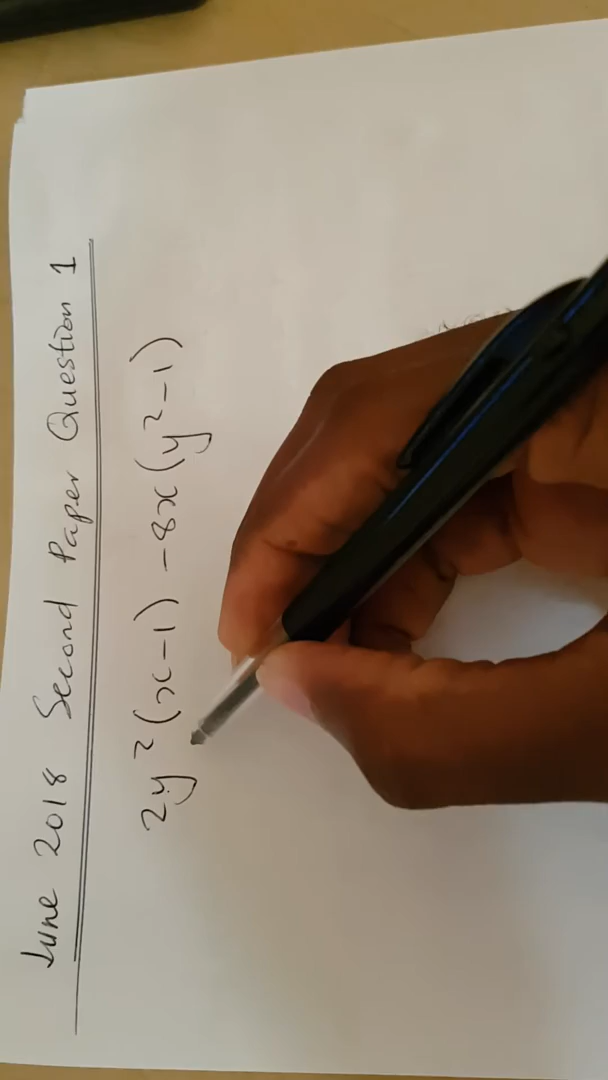 June 2018 Second Paper Question 1
2y²(x-1) - 8x(y²-1)